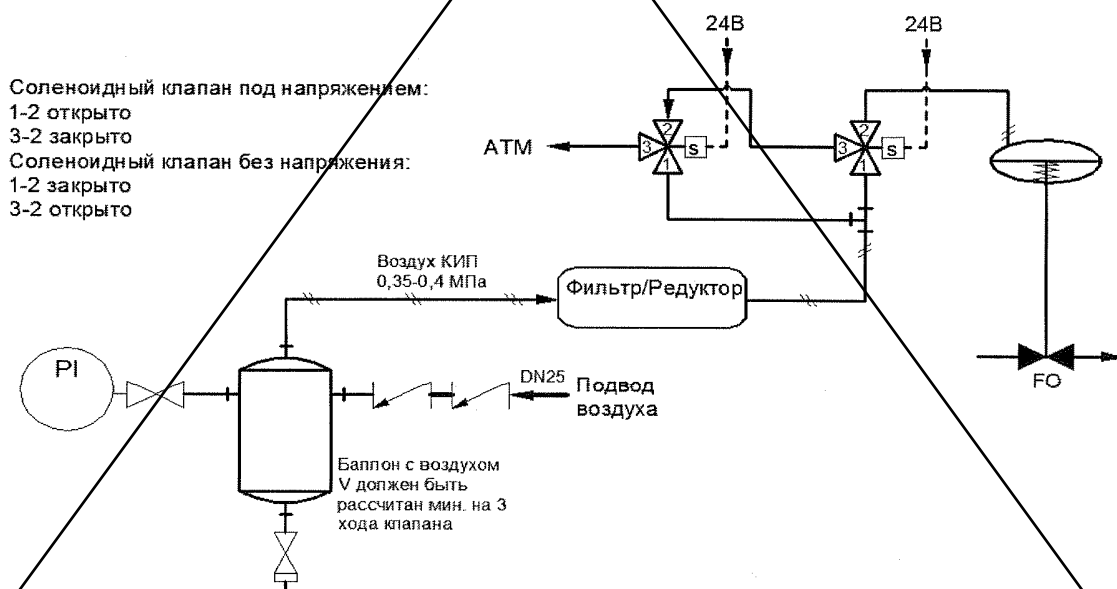 24В
24В
Соленоидный клапан под напряжением:
1-2 открыто
3-2 закрыто
Соленоидный клапан без напряжения:
1-2 закрыто
3-2 открыто
АТМ
2
3
S
1
2
3
S
1
Воздух КИП
0,35-0,4 МПа
Фильтр/Редуктор
PI
DN25
Подвод
воздуха
FO
Баллон с воздухом
V должен быть
рассчитан мин. на 3
хода клапана